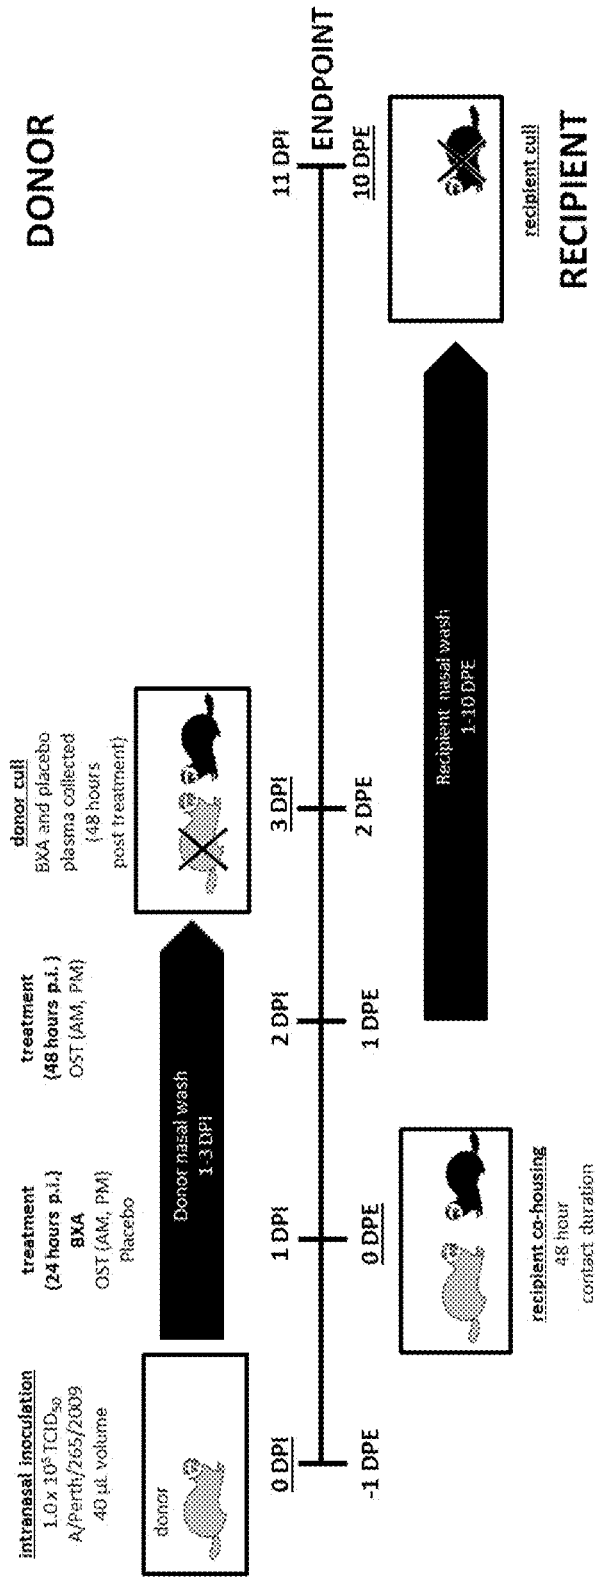 DONOR
intranasal inoculation
1.0 x 10⁵ TCID₅₀
A/Perth/265/2009
40 µL volume
donor
treatment
(24 hours p.i.)
BXA
OST (AM, PM)
Placebo
treatment
(48 hours p.i.)
OST (AM, PM)
donor cull
BXA and placebo
plasma collected
(48 hours
post treatment)
Donor nasal wash
1-3 DPI
0 DPI
1 DPI
2 DPI
3 DPI
11 DPI
ENDPOINT
-1 DPE
0 DPE
1 DPE
2 DPE
10 DPE
recipient co-housing
48 hour
contact duration
Recipient nasal wash
1-10 DPE
recipient cull
RECIPIENT